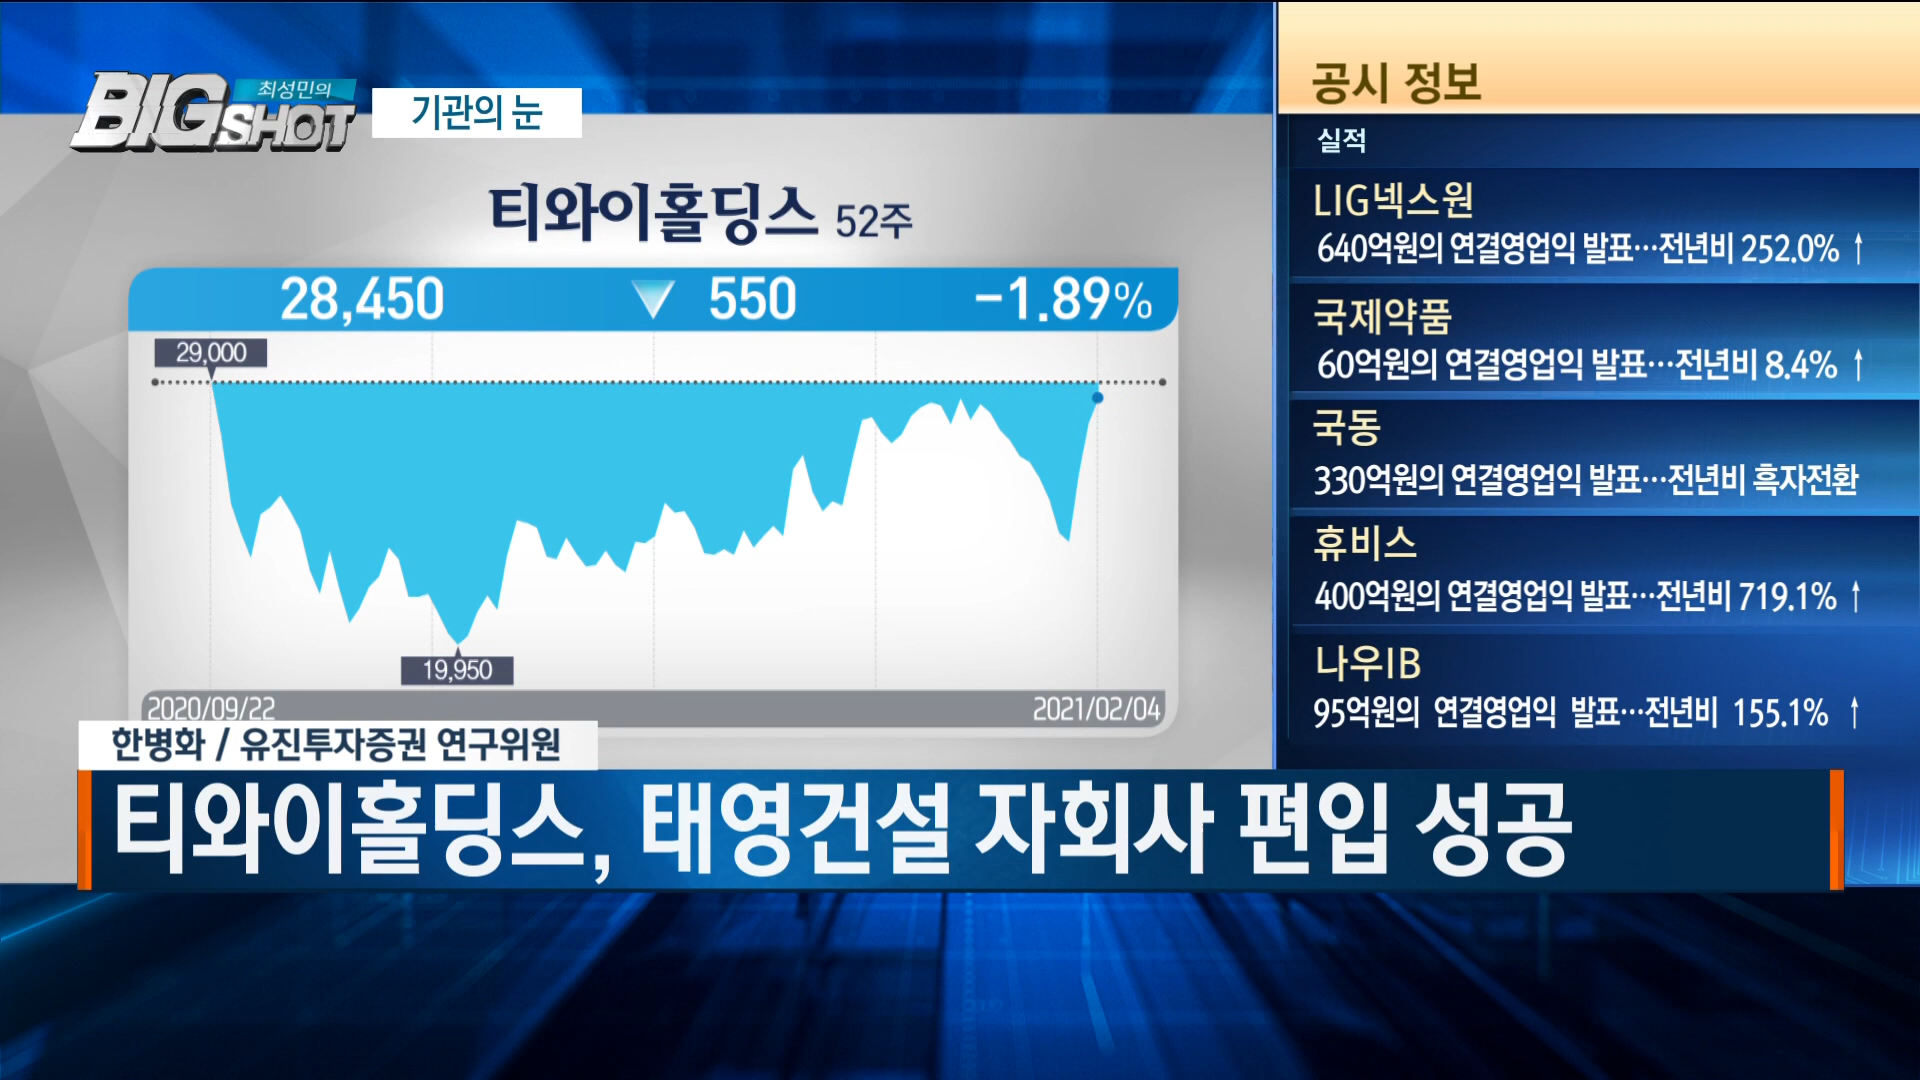 최성민의
BIG SHOT
기관의 눈
티와이홀딩스 52주
28,450 ▼ 550 -1.89%
29,000
19,950
2020/09/22 2021/02/04
한병화 / 유진투자증권 연구위원
티와이홀딩스, 태영건설 자회사 편입 성공
공시 정보
실적
LIG넥스원
640억원의 연결영업익 발표…전년비 252.0% ↑
국제약품
60억원의 연결영업익 발표…전년비 8.4% ↑
국동
330억원의 연결영업익 발표…전년비 흑자전환
휴비스
400억원의 연결영업익 발표…전년비 719.1% ↑
나우IB
95억원의 연결영업익 발표…전년비 155.1% ↑